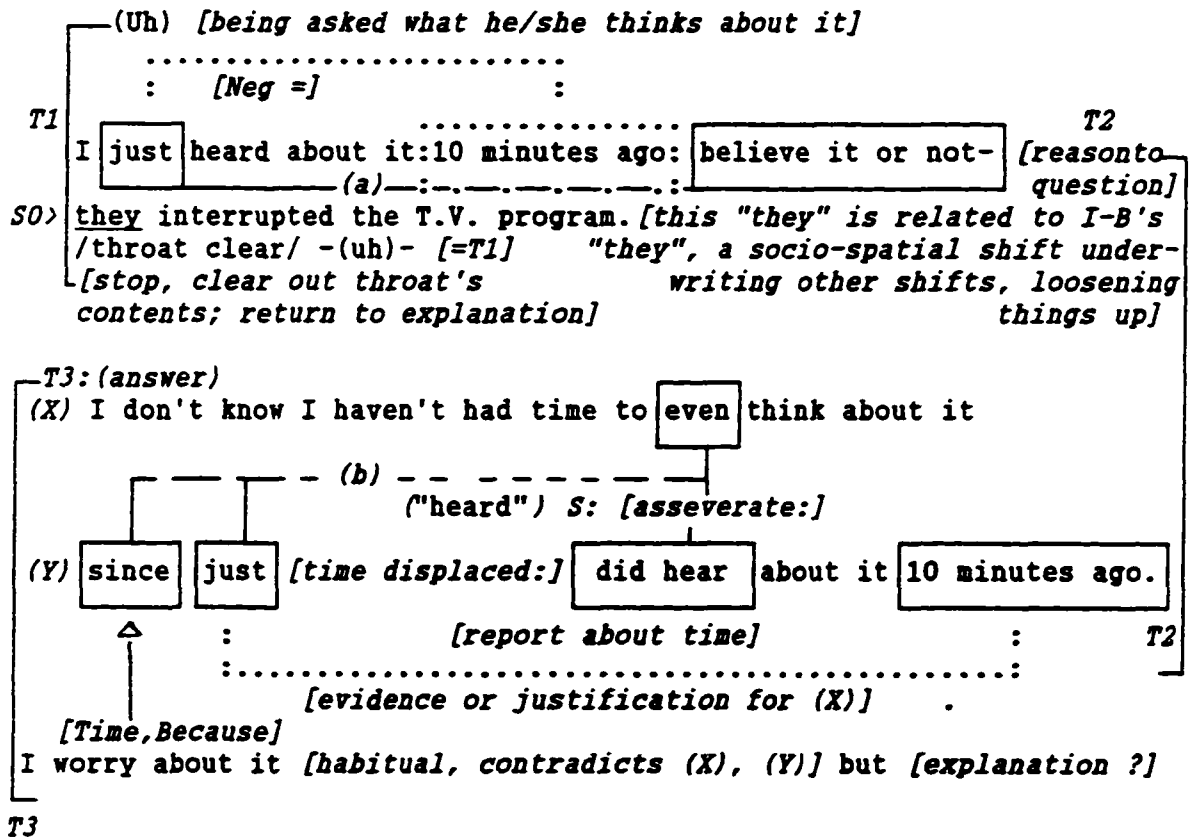 (Uh) [being asked what he/she thinks about it]
[Neg =]
T1 T2
I just heard about it:10 minutes ago: believe it or not- [reasonto
(a) question]
S0> they interrupted the T.V. program. [this "they" is related to I-B's
/throat clear/ -(uh)- [=T1] "they", a socio-spatial shift under-
[stop, clear out throat's writing other shifts, loosening
contents; return to explanation] things up]
T3:(answer)
(X) I don't know I haven't had time to even think about it
(b)
("heard") S: [asseverate:]
(Y) since just [time displaced:] did hear about it 10 minutes ago.
: [report about time] : T2
[evidence or justification for (X)] .
[Time,Because]
I worry about it [habitual, contradicts (X), (Y)] but [explanation ?]
T3